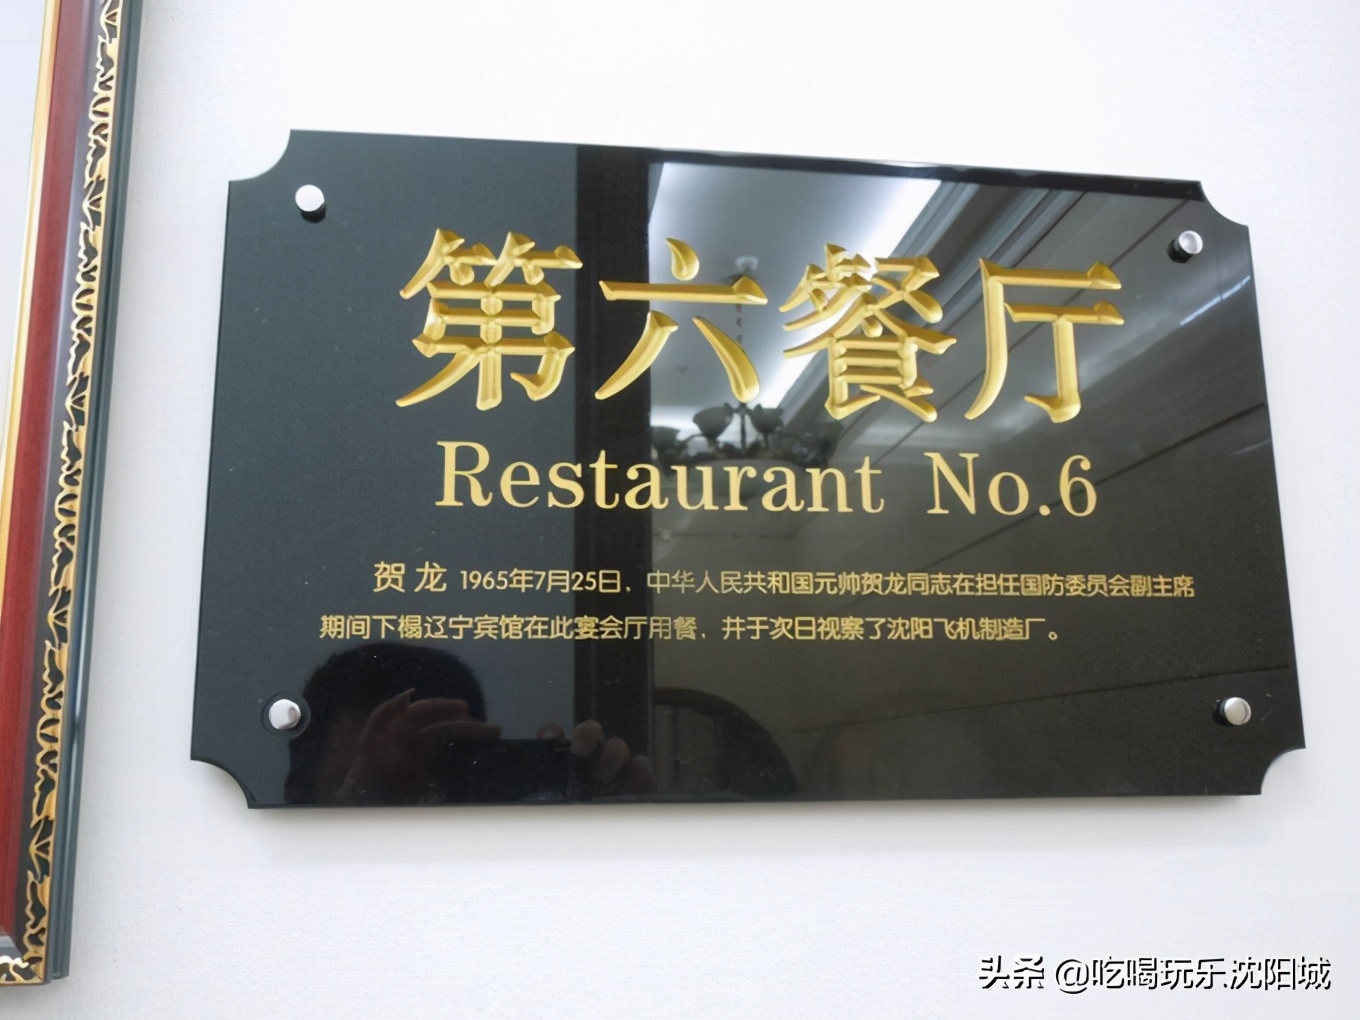 第六餐厅
Restaurant No.6
贺龙 1965年7月25日，中华人民共和国元帅贺龙同志在担任国防委员会副主席
期间下榻辽宁宾馆在此宴会厅用餐，并于次日视察了沈阳飞机制造厂。
头条 @吃喝玩乐沈阳城